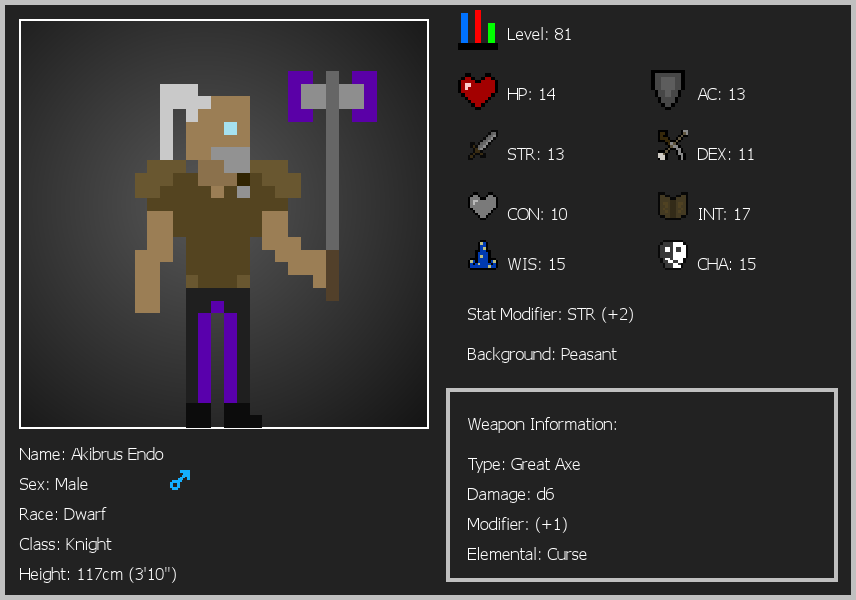 Level: 81
HP: 14
AC: 13
STR: 13
DEX: 11
CON: 10
INT: 17
WIS: 15
CHA: 15
Stat Modifier: STR (+2)
Background: Peasant
Weapon Information:
Type: Great Axe
Damage: d6
Modifier: (+1)
Elemental: Curse
Name: Akibrus Endo
Sex: Male
Race: Dwarf
Class: Knight
Height: 117cm (3'10")